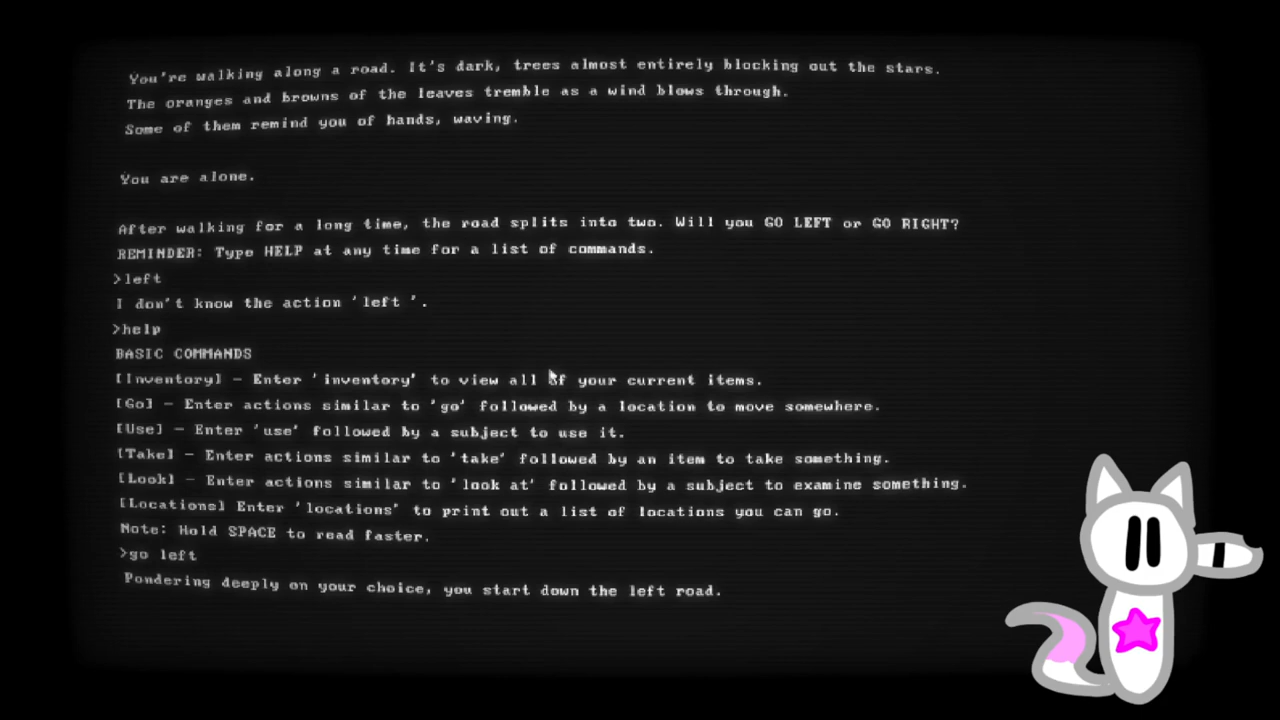 You're walking along a road. It's dark, trees almost entirely blocking out the stars.
The oranges and browns of the leaves tremble as a wind blows through.
Some of them remind you of hands, waving.
You are alone.
After walking for a long time, the road splits into two. Will you GO LEFT or GO RIGHT?
REMINDER: Type HELP at any time for a list of commands.
>left
I don't know the action 'left '.
>help
BASIC COMMANDS
[Inventory] - Enter 'inventory' to view all of your current items.
[Go] - Enter actions similar to 'go' followed by a location to move somewhere.
[Use] - Enter 'use' followed by a subject to use it.
[Take] - Enter actions similar to 'take' followed by an item to take something.
[Look] - Enter actions similar to 'look at' followed by a subject to examine something.
[Locations] Enter 'locations' to print out a list of locations you can go.
Note: Hold SPACE to read faster.
>go left
Pondering deeply on your choice, you start down the left road.